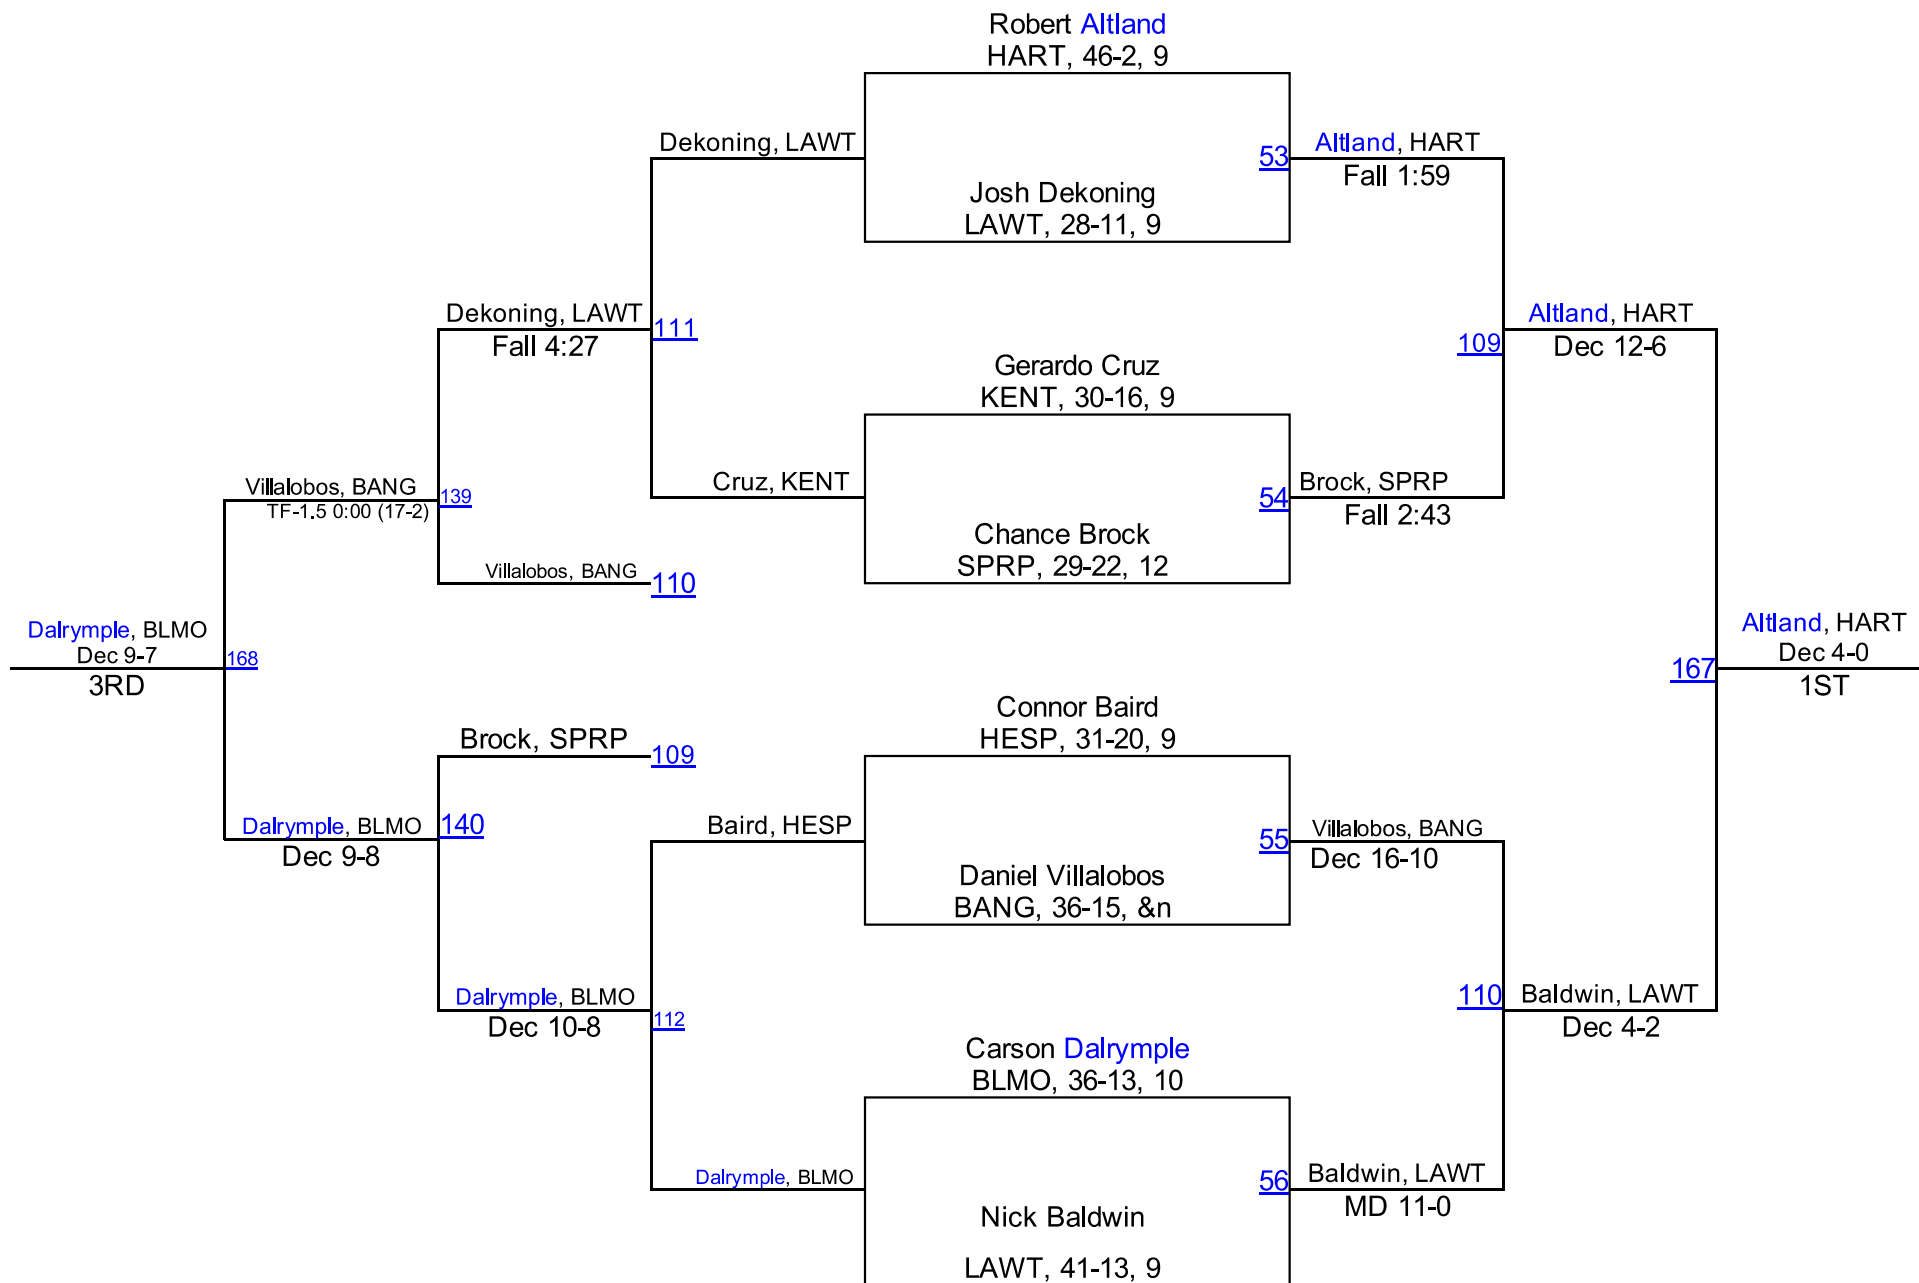 Robert Altland
HART, 46-2, 9
Dekoning, LAWT
53
Altland, HART
Fall 1:59
Josh Dekoning
LAWT, 28-11, 9
Dekoning, LAWT
Fall 4:27
111
Altland, HART
109
Dec 12-6
Gerardo Cruz
KENT, 30-16, 9
Cruz, KENT
54
Brock, SPRP
Fall 2:43
Villalobos, BANG
TF-1.5 0:00 (17-2)
139
Chance Brock
SPRP, 29-22, 12
Villalobos, BANG
110
Dalrymple, BLMO
Dec 9-7
3RD
168
167
Altland, HART
Dec 4-0
1ST
Connor Baird
HESP, 31-20, 9
Brock, SPRP
109
Dalrymple, BLMO
Dec 9-8
140
Baird, HESP
55
Villalobos, BANG
Dec 16-10
Daniel Villalobos
BANG, 36-15, &n
Dalrymple, BLMO
Dec 10-8
112
110
Baldwin, LAWT
Dec 4-2
Carson Dalrymple
BLMO, 36-13, 10
Dalrymple, BLMO
56
Baldwin, LAWT
MD 11-0
Nick Baldwin
LAWT, 41-13, 9